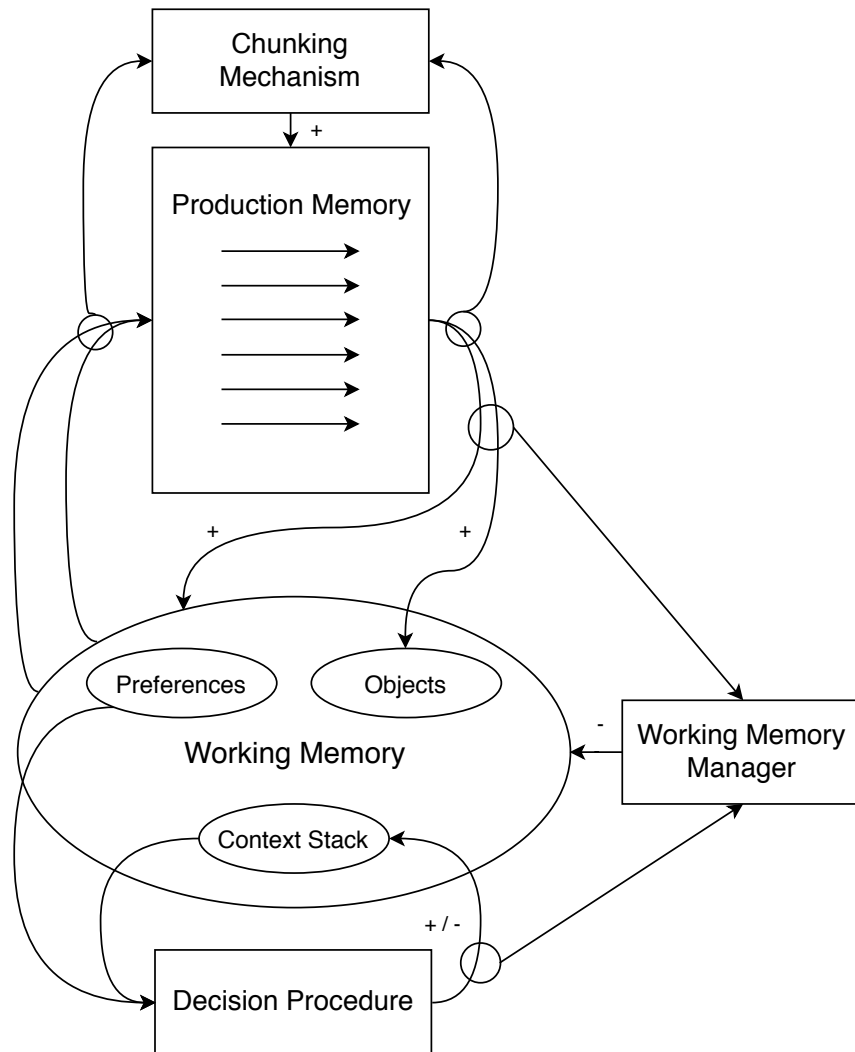 Chunking
Mechanism
+
Production Memory
+
+
Preferences
Objects
Working Memory
-
Working Memory
Manager
Context Stack
+ / -
Decision Procedure